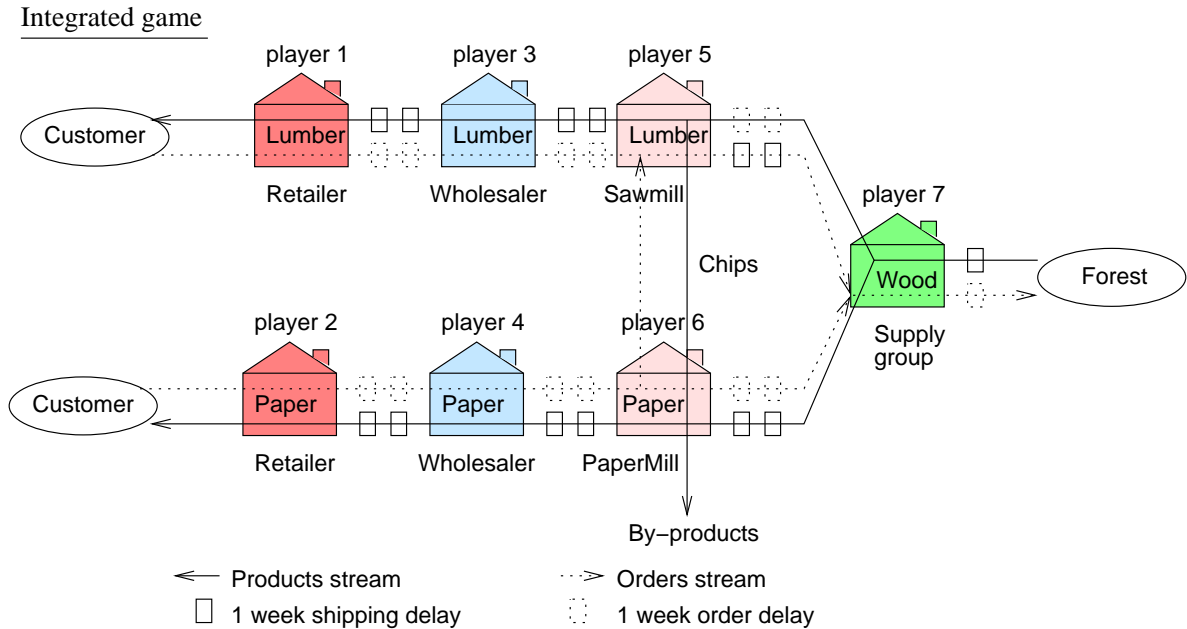 Integrated game
player 1
player 3
player 5
Customer
Lumber
Lumber
Lumber
Retailer
Wholesaler
Sawmill
player 7
Chips
Wood
Forest
player 2
player 4
player 6
Supply
group
Customer
Paper
Paper
Paper
Retailer
Wholesaler
PaperMill
By−products
Products stream
Orders stream
1 week shipping delay
1 week order delay